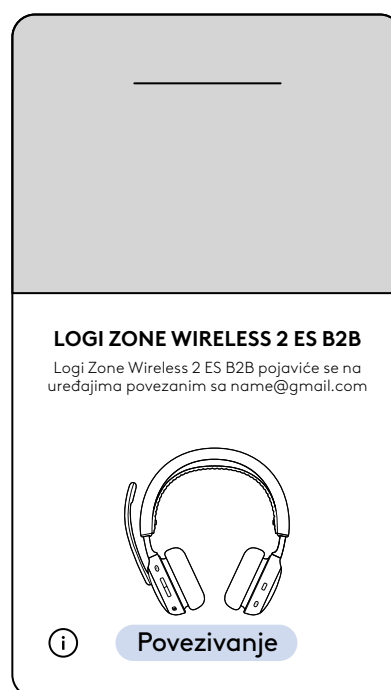 LOGI ZONE WIRELESS 2 ES B2B
Logi Zone Wireless 2 ES B2B pojaviće se na
uređajima povezanim sa name@gmail.com
Povezivanje